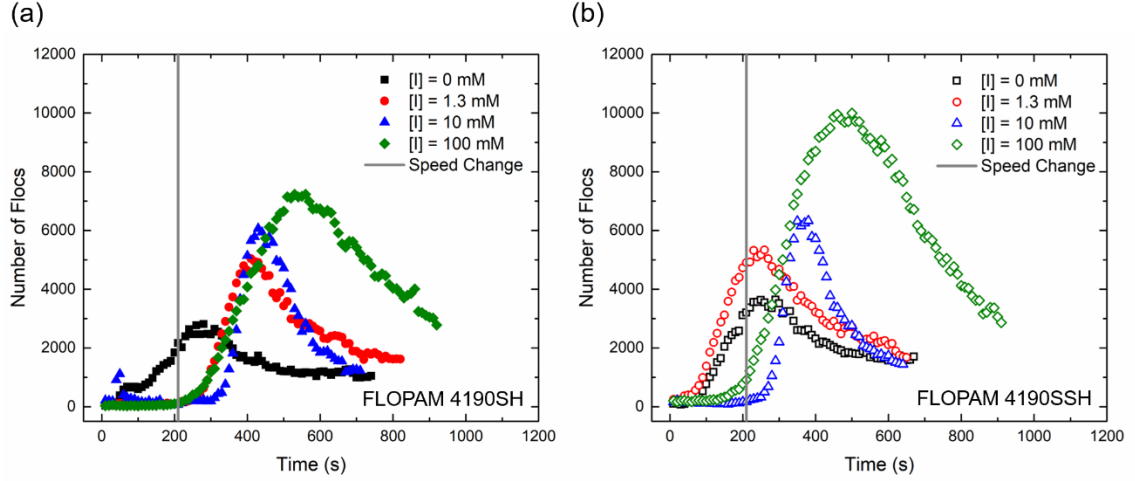 (a)
12000
10000
8000
6000
4000
2000
0
Number of Flocs
[I] = 0 mM
[I] = 1.3 mM
[I] = 10 mM
[I] = 100 mM
Speed Change
FLOPAM 4190SH
0 200 400 600 800 1000 1200
Time (s)
(b)
12000
10000
8000
6000
4000
2000
0
Number of Flocs
[I] = 0 mM
[I] = 1.3 mM
[I] = 10 mM
[I] = 100 mM
Speed Change
FLOPAM 4190SSH
0 200 400 600 800 1000 1200
Time (s)